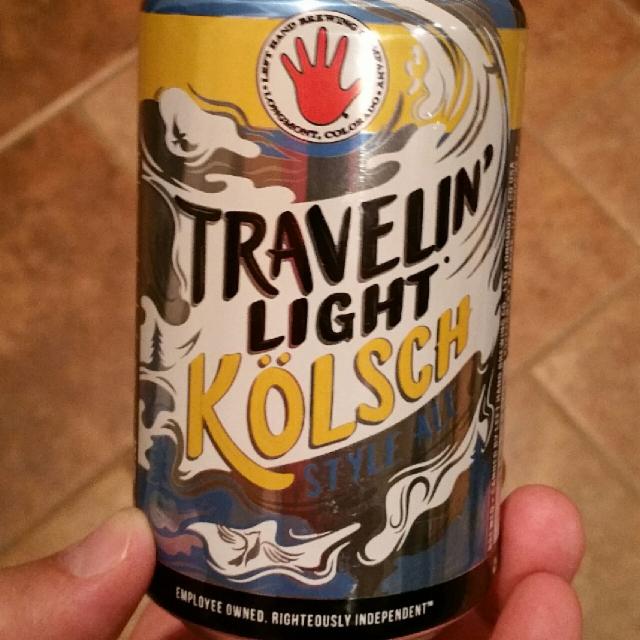 LEFT HAND BREWING
LONGMONT, COLORADO
TRAVELIN'
LIGHT
KÖLSCH
STYLE ALE
EMPLOYEE OWNED. RIGHTEOUSLY INDEPENDENT™